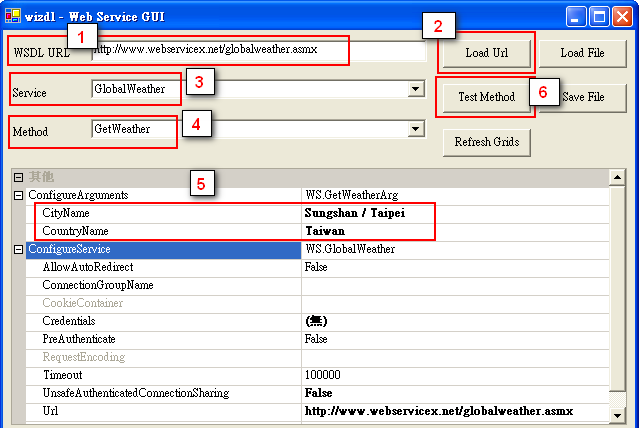 wizdl - Web Service GUI
1
2
WSDL URL http://www.webservicex.net/globalweather.asmx Load Url Load File
3
Service GlobalWeather Test Method 6 Save File
4
Method GetWeather Refresh Grids
5
其他
ConfigureArguments WS.GetWeatherArg
CityName Sungshan / Taipei
CountryName Taiwan
ConfigureService WS.GlobalWeather
AllowAutoRedirect False
ConnectionGroupName
CookieContainer
Credentials (無)
PreAuthenticate False
RequestEncoding
Timeout 100000
UnsafeAuthenticatedConnectionSharing False
Url http://www.webservicex.net/globalweather.asmx